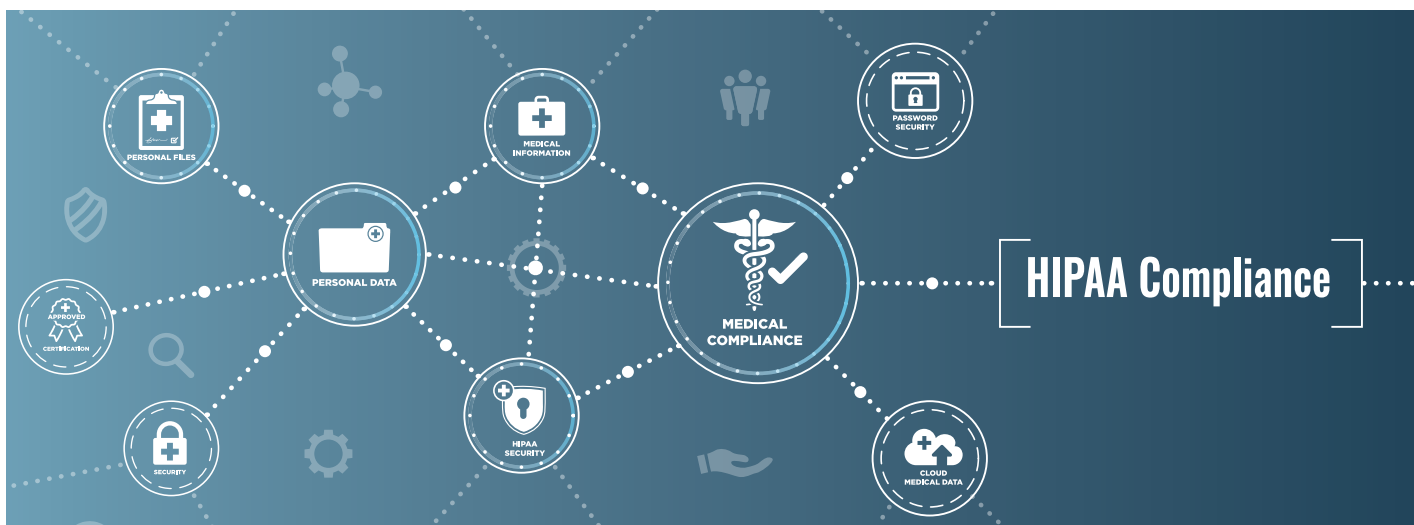 PERSONAL FILES
MEDICAL
INFORMATION
PASSWORD
SECURITY
PERSONAL DATA
APPROVED
CERTIFICATION
MEDICAL
COMPLIANCE
HIPAA Compliance
SECURITY
HIPAA
SECURITY
CLOUD
MEDICAL DATA